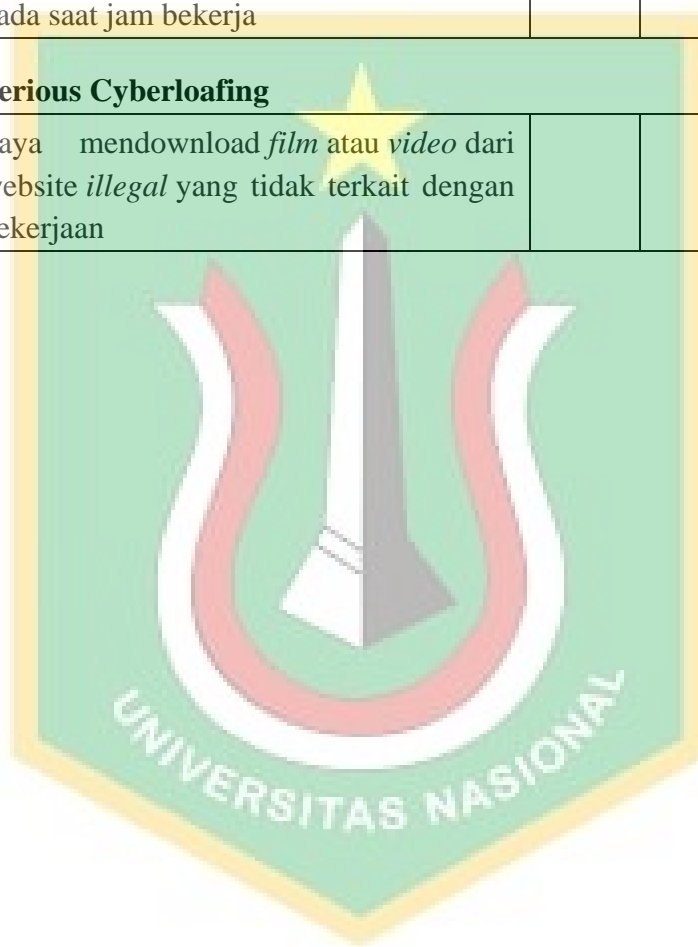 ada saat jam bekerja
erious Cyberloafing
aya mendownload film atau video dari
ebsite illegal yang tidak terkait dengan
ekerjaan
UNIVERSITAS NASIONAL